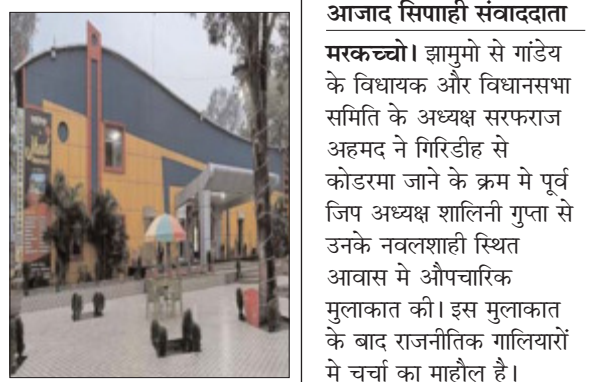 आजाद सिपाही संवाददाता
मरकच्चो। झामुमो से गांडेय
के विधायक और विधानसभा
समिति के अध्यक्ष सरफराज
अहमद ने गिरिडीह से
कोडरमा जाने के क्रम मे पूर्व
जिप अध्यक्ष शालिनी गुप्ता से
उनके नवलशाही स्थित
आवास मे औपचारिक
मुलाकात की। इस मुलाकात
के बाद राजनीतिक गालियारों
मे चर्चा का माहौल है।